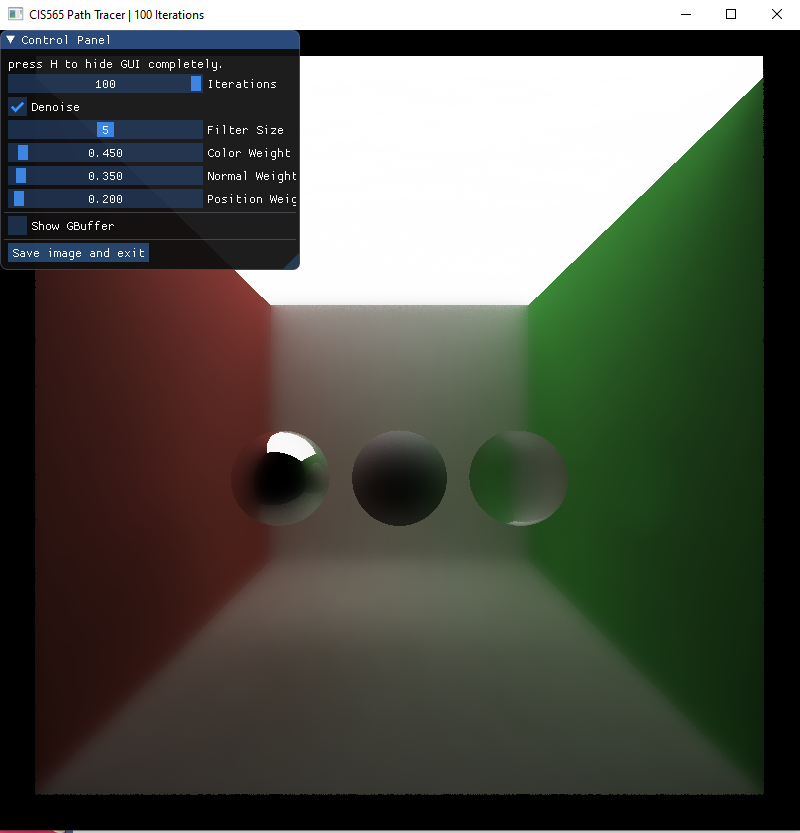 CIS565 Path Tracer | 100 Iterations
Control Panel
press H to hide GUI completely.
100 Iterations
Denoise
5 Filter Size
0.450 Color Weight
0.350 Normal Weight
0.200 Position Weig
Show GBuffer
Save image and exit